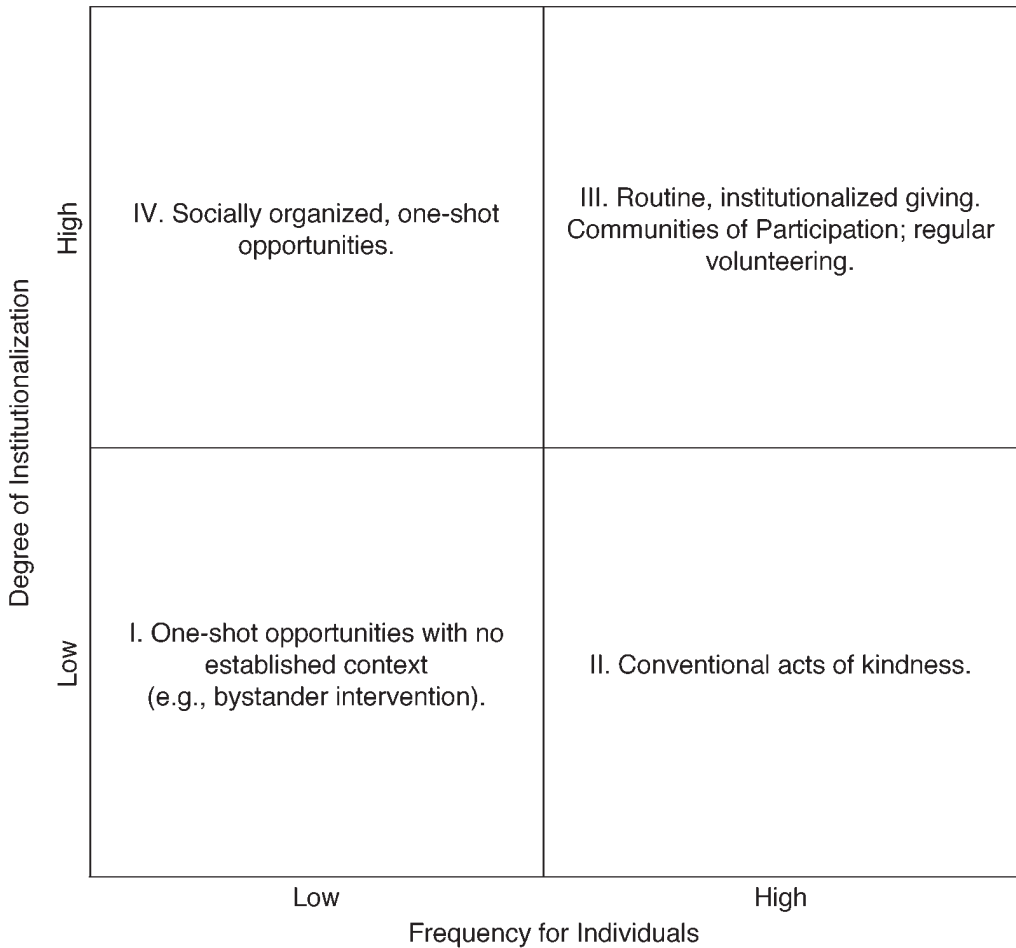 Degree of Institutionalization
High
Low
IV. Socially organized, one-shot
opportunities.
III. Routine, institutionalized giving.
Communities of Participation; regular
volunteering.
I. One-shot opportunities with no
established context
(e.g., bystander intervention).
II. Conventional acts of kindness.
Low
High
Frequency for Individuals